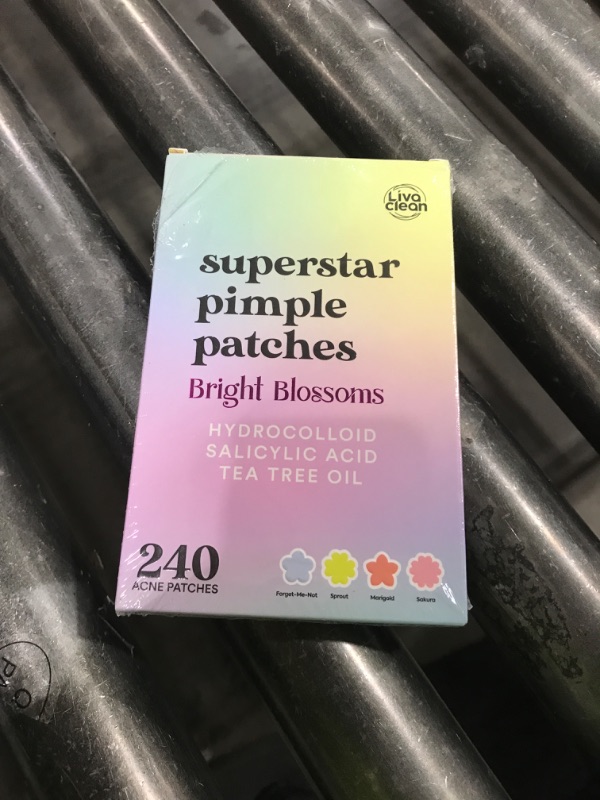 Liva
clean
superstar
pimple
patches
Bright Blossoms
HYDROCOLLOID
SALICYLIC ACID
TEA TREE OIL
240
ACNE PATCHES
Forget-Me-Not Sprout Marigold Sakura